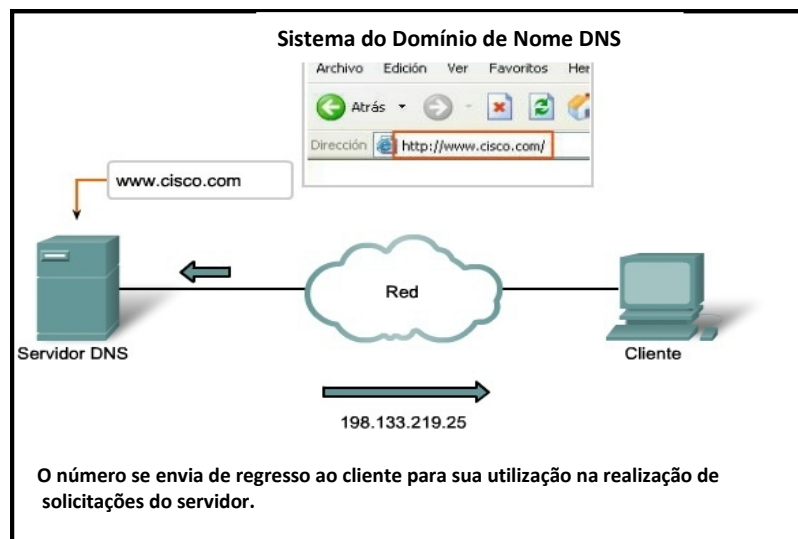 Sistema do Domínio de Nome DNS
Archivo Edición Ver Favoritos Her
Atrás
Dirección http://www.cisco.com/
www.cisco.com
Red
Servidor DNS
Cliente
198.133.219.25
O número se envia de regresso ao cliente para sua utilização na realização de
solicitações do servidor.